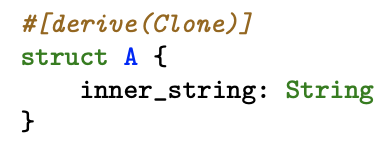 #[derive(Clone)]
struct A {
    inner_string: String
}